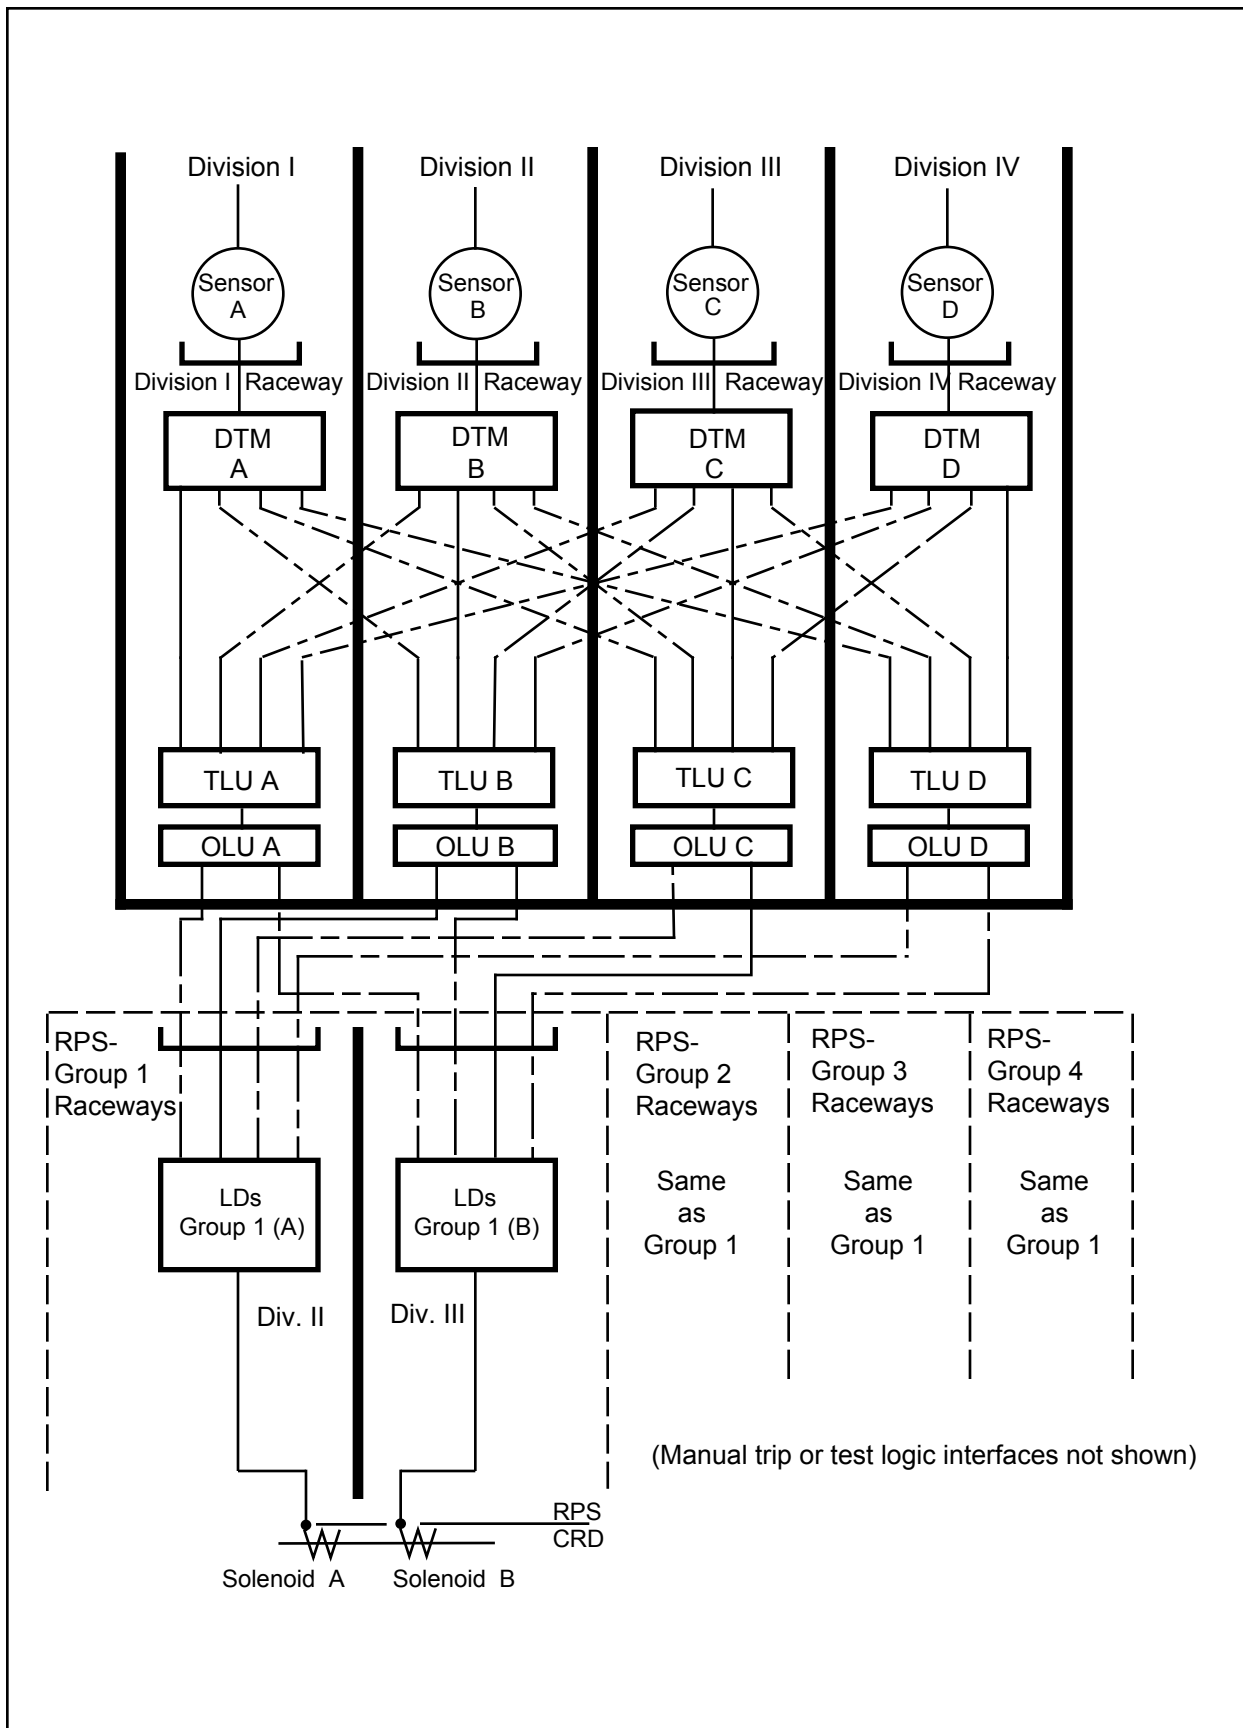 Division I
Division II
Division III
Division IV
Sensor
A
Sensor
B
Sensor
C
Sensor
D
Division I Raceway
Division II Raceway
Division III Raceway
Division IV Raceway
DTM
A
DTM
B
DTM
C
DTM
D
TLU A
TLU B
TLU C
TLU D
OLU A
OLU B
OLU C
OLU D
RPS-
Group 1
Raceways
RPS-
Group 2
Raceways
RPS-
Group 3
Raceways
RPS-
Group 4
Raceways
LDs
Group 1 (A)
LDs
Group 1 (B)
Same
as
Group 1
Same
as
Group 1
Same
as
Group 1
Div. II
Div. III
(Manual trip or test logic interfaces not shown)
RPS
CRD
Solenoid A
Solenoid B